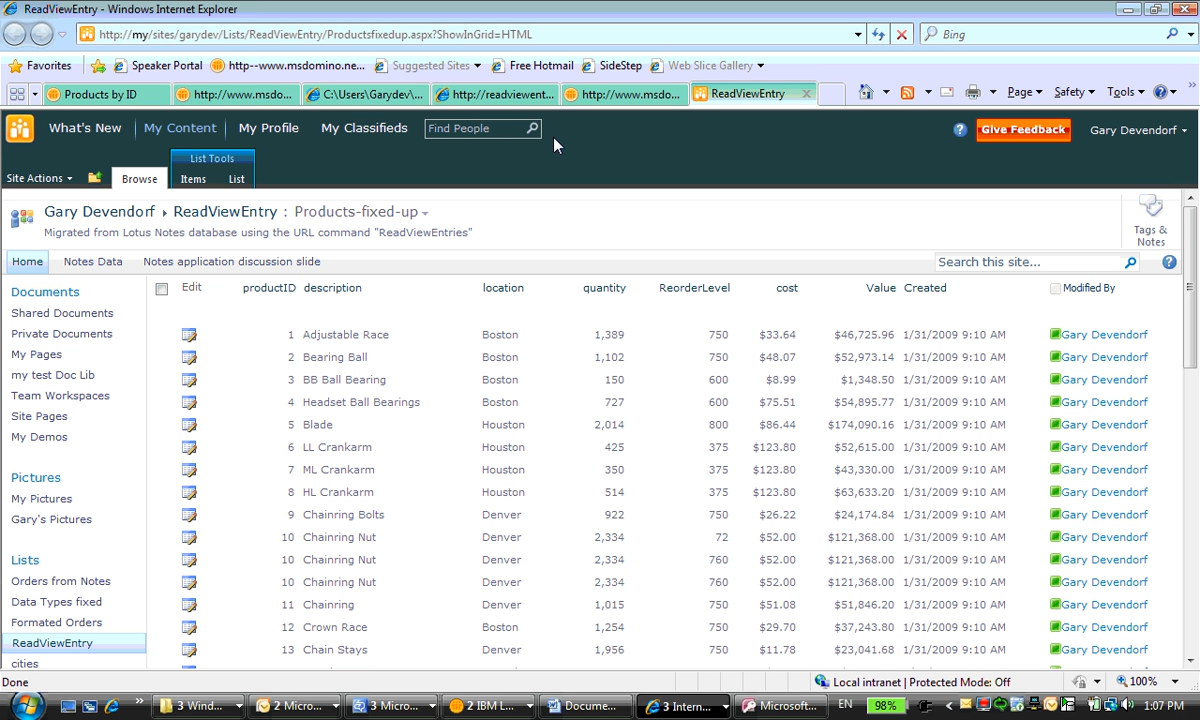 ReadViewEntry - Windows Internet Explorer
http://my/sites/garydev/Lists/ReadViewEntry/Productsfixedup.aspx?ShowInGrid=HTML Bing
Favorites Speaker Portal http--www.msdomino.ne... Suggested Sites Free Hotmail SideStep Web Slice Gallery
Products by ID http://www.msdo... C:\Users\Garydev\... http://readviewent... http://www.msdo... ReadViewEntry Page Safety Tools
What's New My Content My Profile My Classifieds Find People Give Feedback Gary Devendorf
List Tools
Site Actions Browse Items List
Gary Devendorf ReadViewEntry : Products-fixed-up
Migrated from Lotus Notes database using the URL command "ReadViewEntries"
Tags &
Notes
Home Notes Data Notes application discussion slide Search this site...
Documents
Shared Documents
Private Documents
My Pages
my test Doc Lib
Team Workspaces
Site Pages
My Demos
Pictures
My Pictures
Gary's Pictures
Lists
Orders from Notes
Data Types fixed
Formated Orders
ReadViewEntry
cities
Edit productID description location quantity ReorderLevel cost Value Created Modified By
1 Adjustable Race Boston 1,389 750 $33.64 $46,725.96 1/31/2009 9:10 AM Gary Devendorf
2 Bearing Ball Boston 1,102 750 $48.07 $52,973.14 1/31/2009 9:10 AM Gary Devendorf
3 BB Ball Bearing Boston 150 600 $8.99 $1,348.50 1/31/2009 9:10 AM Gary Devendorf
4 Headset Ball Bearings Boston 727 600 $75.51 $54,895.77 1/31/2009 9:10 AM Gary Devendorf
5 Blade Houston 2,014 800 $86.44 $174,090.16 1/31/2009 9:10 AM Gary Devendorf
6 LL Crankarm Houston 425 375 $123.80 $52,615.00 1/31/2009 9:10 AM Gary Devendorf
7 ML Crankarm Houston 350 375 $123.80 $43,330.00 1/31/2009 9:10 AM Gary Devendorf
8 HL Crankarm Houston 514 375 $123.80 $63,633.20 1/31/2009 9:10 AM Gary Devendorf
9 Chainring Bolts Denver 922 750 $26.22 $24,174.84 1/31/2009 9:10 AM Gary Devendorf
10 Chainring Nut Denver 2,334 72 $52.00 $121,368.00 1/31/2009 9:10 AM Gary Devendorf
10 Chainring Nut Denver 2,334 760 $52.00 $121,368.00 1/31/2009 9:10 AM Gary Devendorf
10 Chainring Nut Denver 2,334 760 $52.00 $121,368.00 1/31/2009 9:10 AM Gary Devendorf
11 Chainring Denver 1,015 750 $51.08 $51,846.20 1/31/2009 9:10 AM Gary Devendorf
12 Crown Race Boston 1,254 750 $29.70 $37,243.80 1/31/2009 9:10 AM Gary Devendorf
13 Chain Stays Denver 1,956 750 $11.78 $23,041.68 1/31/2009 9:10 AM Gary Devendorf
Done Local intranet | Protected Mode: Off 100%
3 Wind... 2 Micro... 3 Micro... 2 IBM L... Docume... 3 Intern... Microsoft... EN 98% 1:07 PM